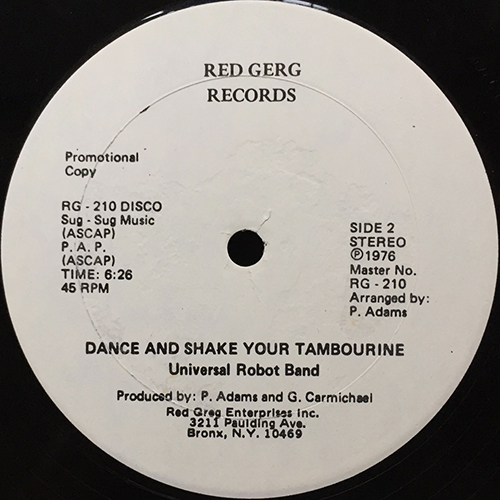 RED GERG
RECORDS
Promotional
Copy
RG - 210 DISCO
Sug - Sug Music
(ASCAP)
P. A. P.
(ASCAP)
TIME: 6:26
45 RPM
SIDE 2
STEREO
℗1976
Master No.
RG - 210
Arranged by:
P. Adams
DANCE AND SHAKE YOUR TAMBOURINE
Universal Robot Band
Produced by: P. Adams and G. Carmichael
Red Greg Enterprises Inc.
3211 Paulding Ave.
Bronx, N.Y. 10469